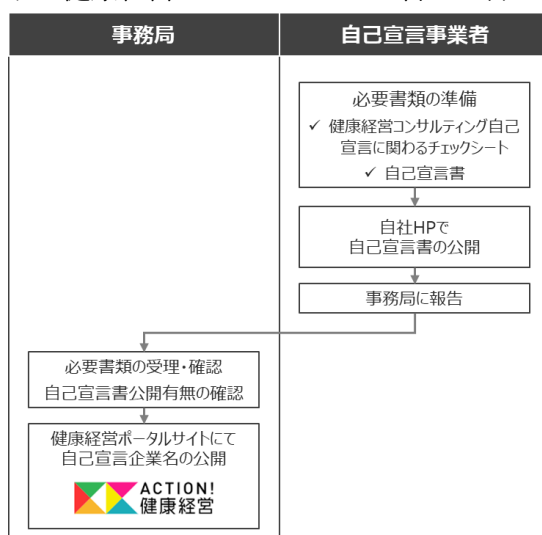 事務局
自己宣言事業者
必要書類の準備
✓ 健康経営コンサルティング自己
宣言に関わるチェックシート
✓ 自己宣言書
自社HPで
自己宣言書の公開
事務局に報告
必要書類の受理・確認
自己宣言書公開有無の確認
健康経営ポータルサイトにて
自己宣言企業名の公開
ACTION!
健康経営